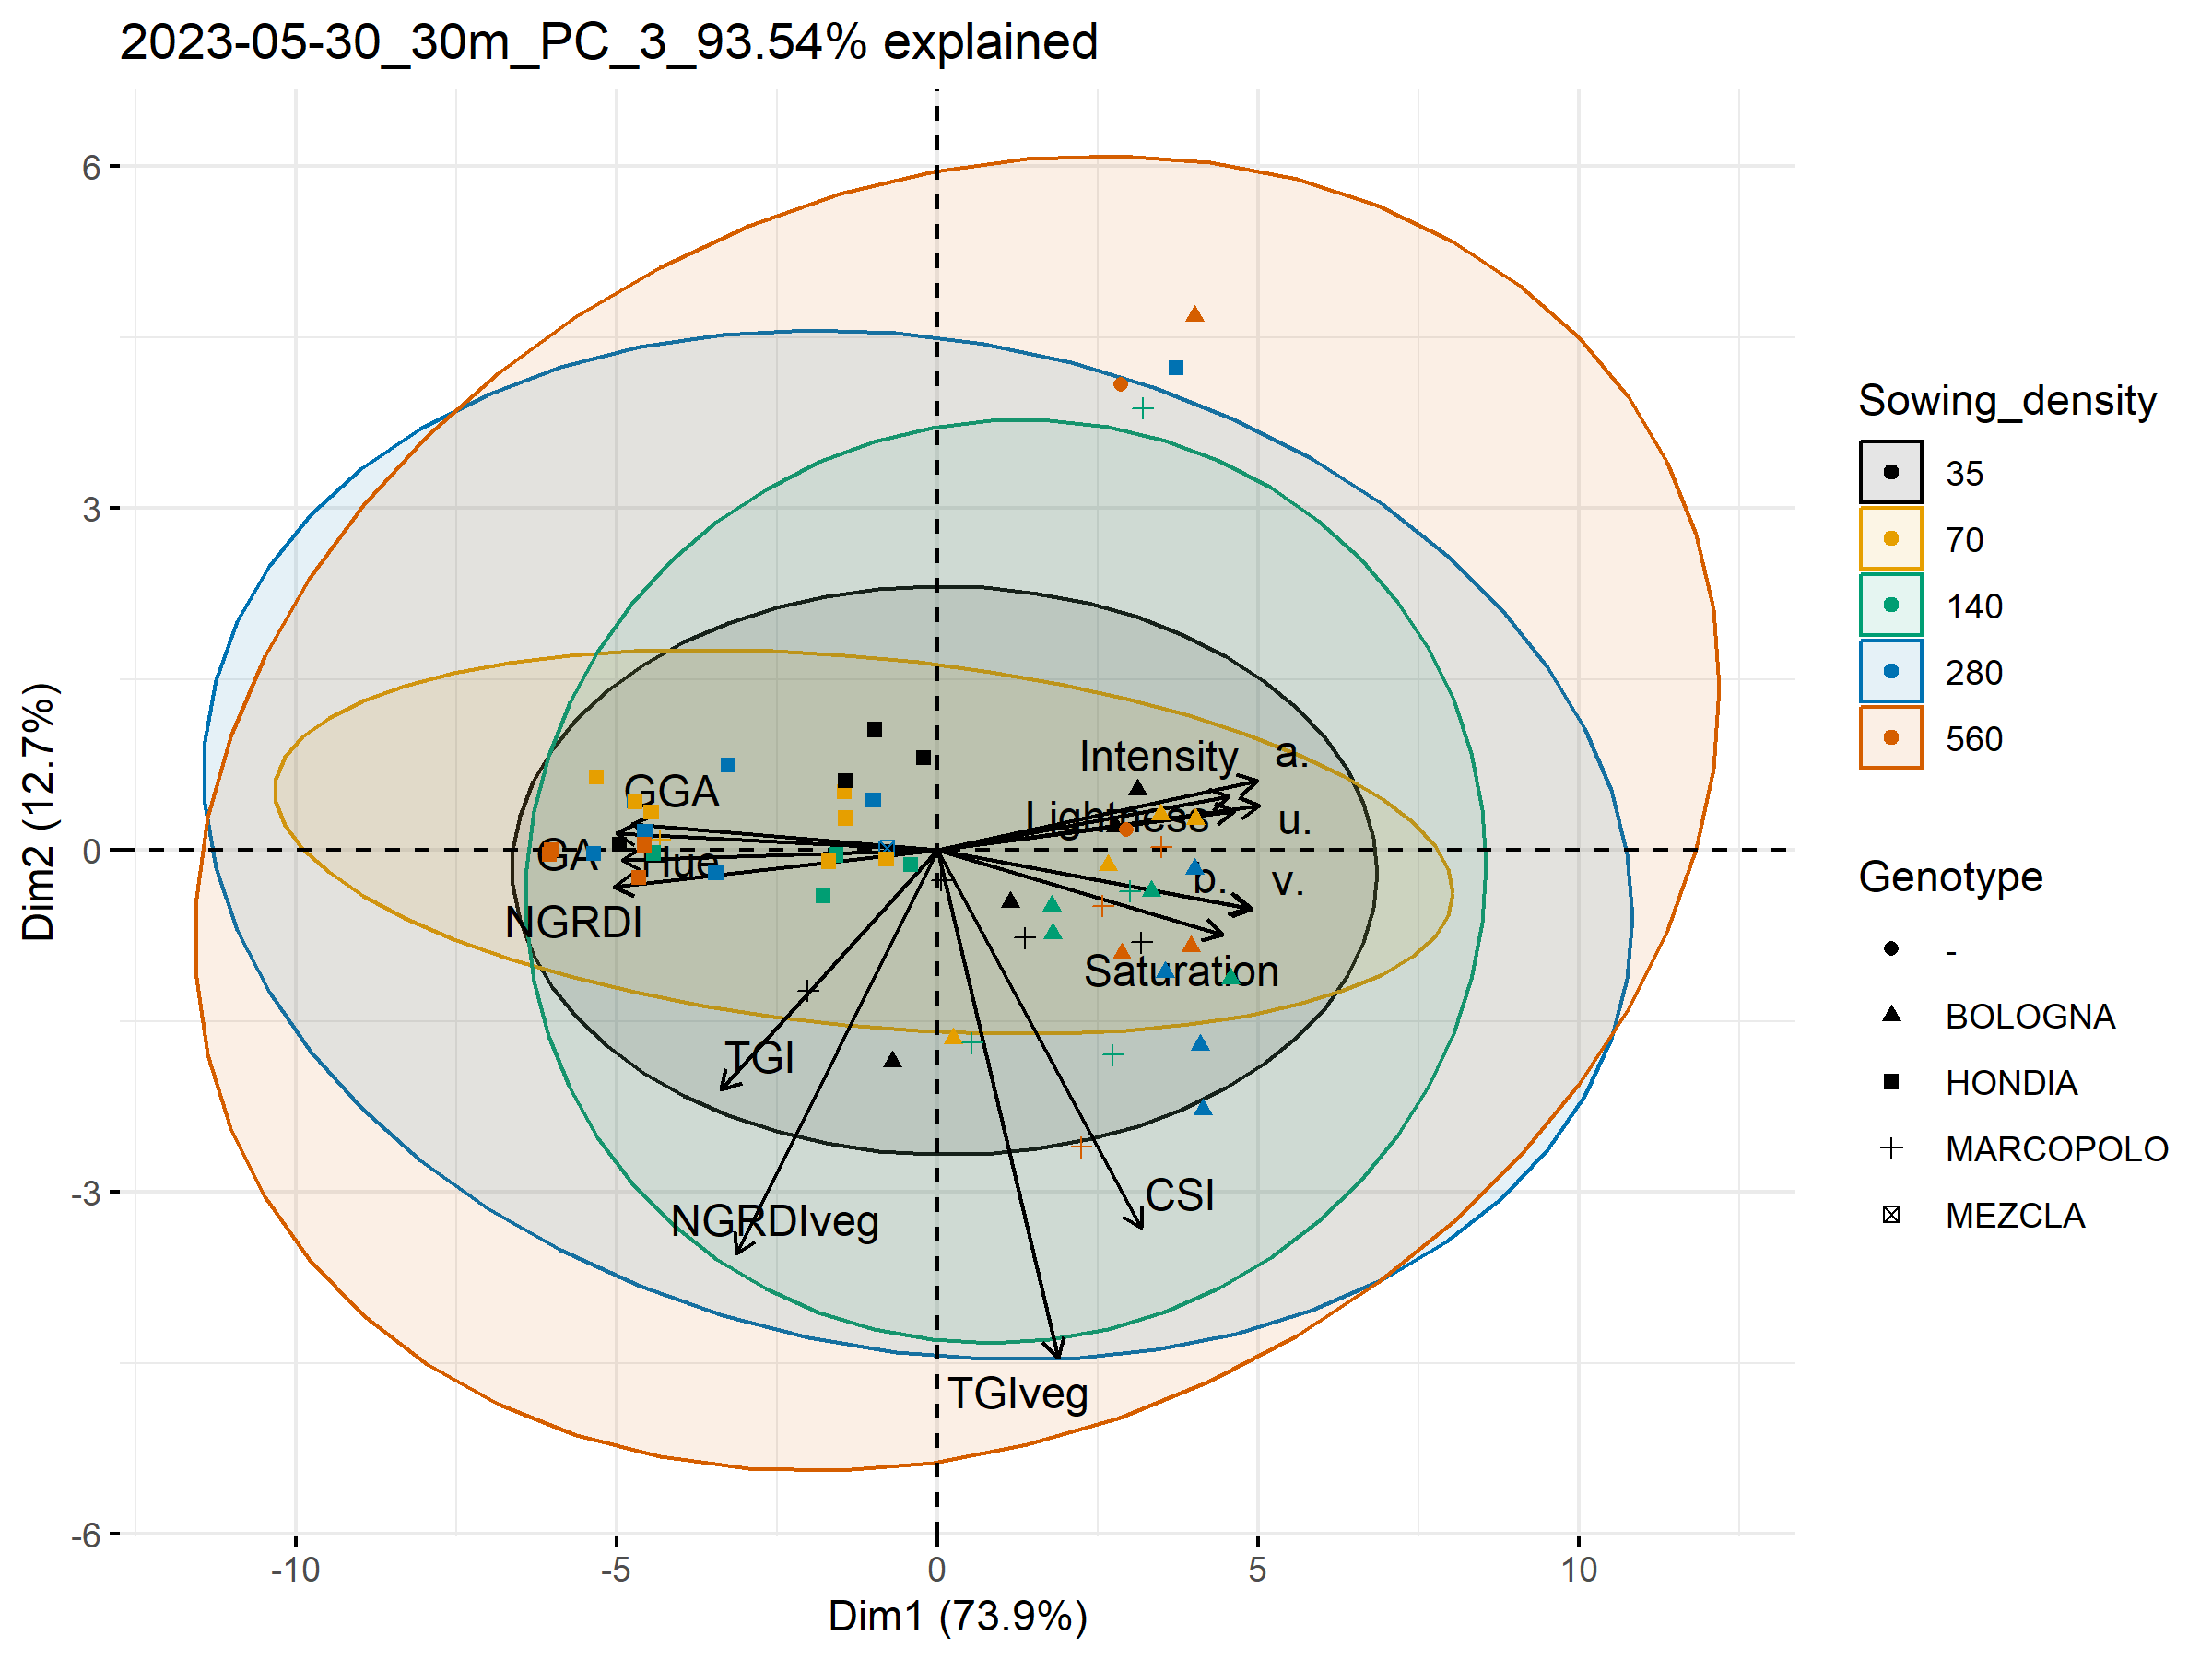 2023-05-30_30m_PC_3_93.54% explained
6
3
0
-3
-6
-10
-5
0
5
10
Dim1 (73.9%)
Dim2 (12.7%)
Intensity
a.
GGA
Lightness
u.
GA
Hue
b.
v.
NGRDI
Saturation
TGI
CSI
NGRDIveg
TGIveg
Sowing_density
35
70
140
280
560
Genotype
-
BOLOGNA
HONDIA
MARCOPOLO
MEZCLA